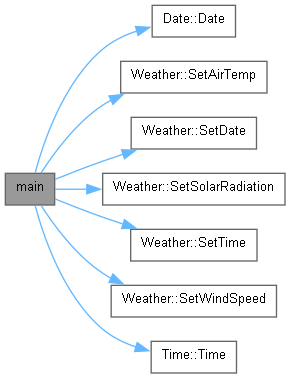 Date::Date
Weather::SetAirTemp
Weather::SetDate
main
Weather::SetSolarRadiation
Weather::SetTime
Weather::SetWindSpeed
Time::Time